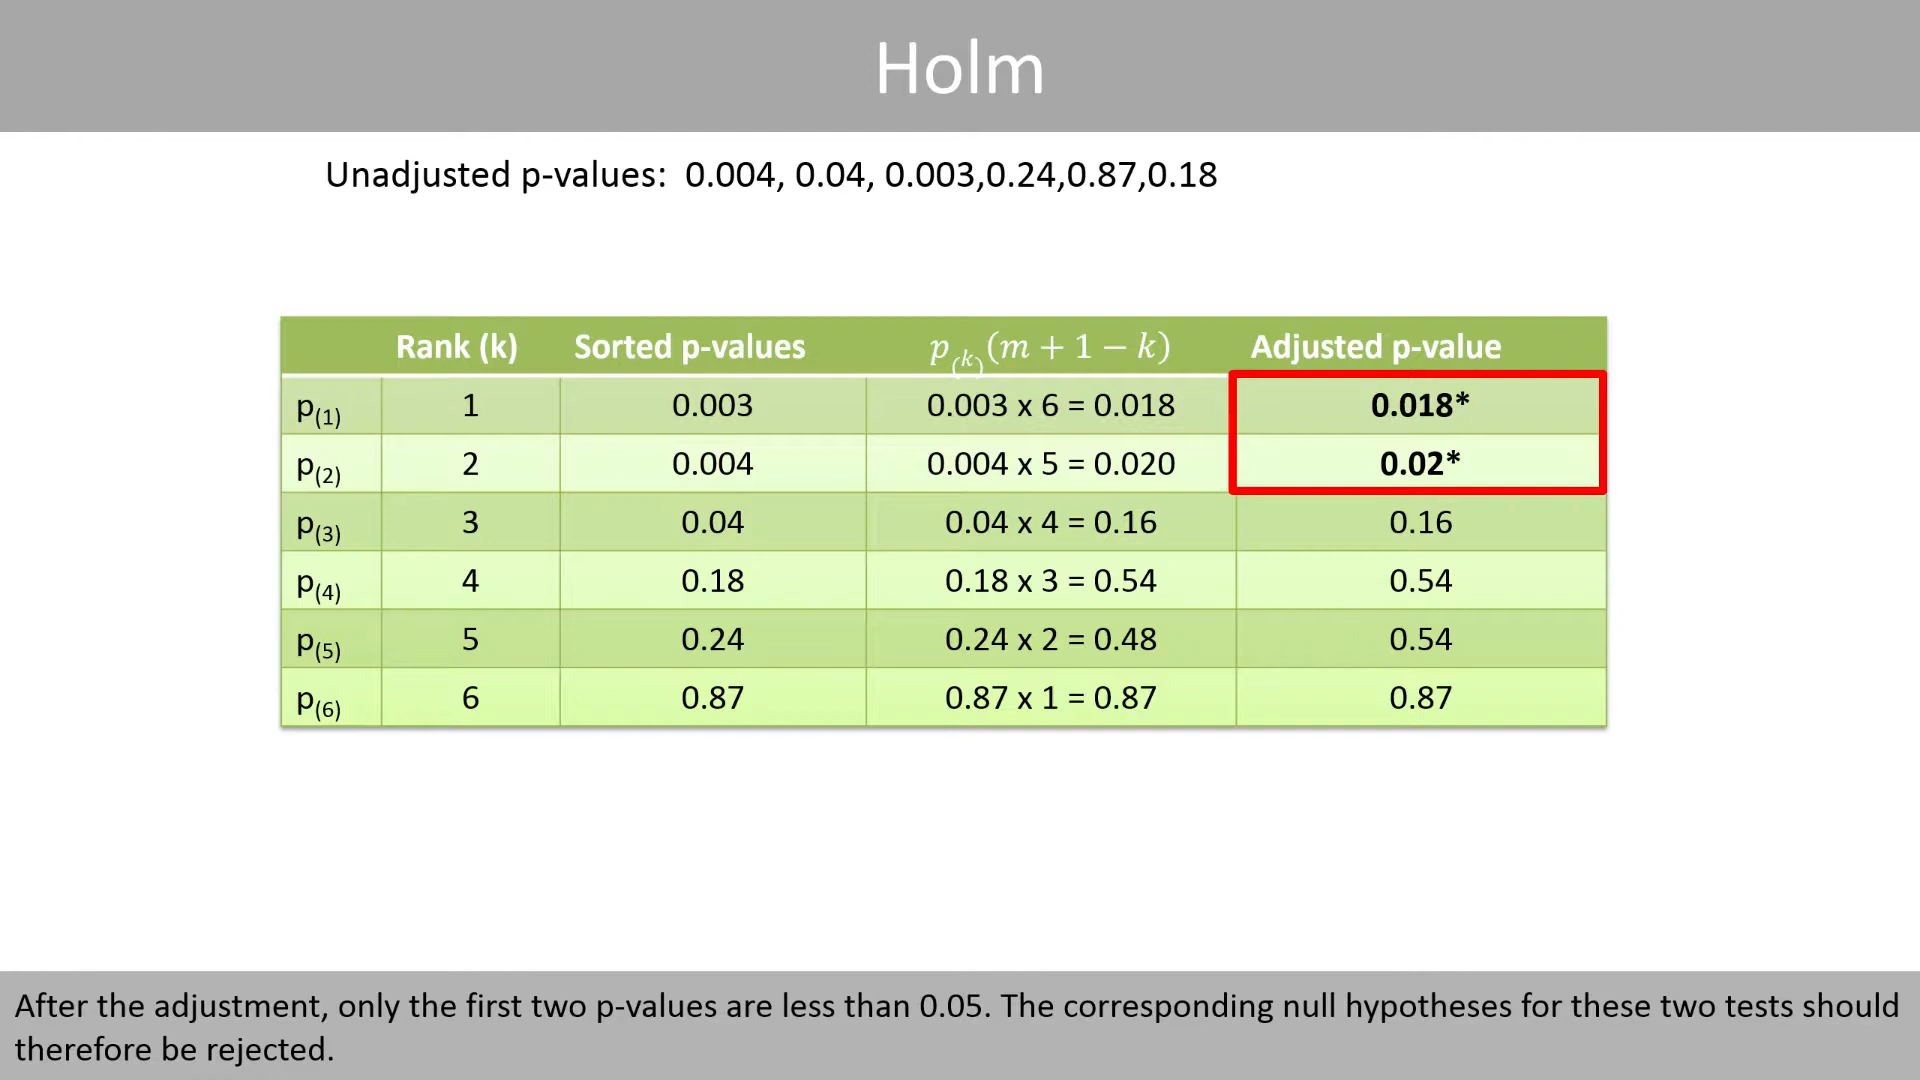 Holm
Unadjusted p-values: 0.004, 0.04, 0.003,0.24,0.87,0.18
Rank (k) Sorted p-values p(k)(m + 1 − k) Adjusted p-value
p(1) 1 0.003 0.003 x 6 = 0.018 0.018*
p(2) 2 0.004 0.004 x 5 = 0.020 0.02*
p(3) 3 0.04 0.04 x 4 = 0.16 0.16
p(4) 4 0.18 0.18 x 3 = 0.54 0.54
p(5) 5 0.24 0.24 x 2 = 0.48 0.54
p(6) 6 0.87 0.87 x 1 = 0.87 0.87
After the adjustment, only the first two p-values are less than 0.05. The corresponding null hypotheses for these two tests should
therefore be rejected.